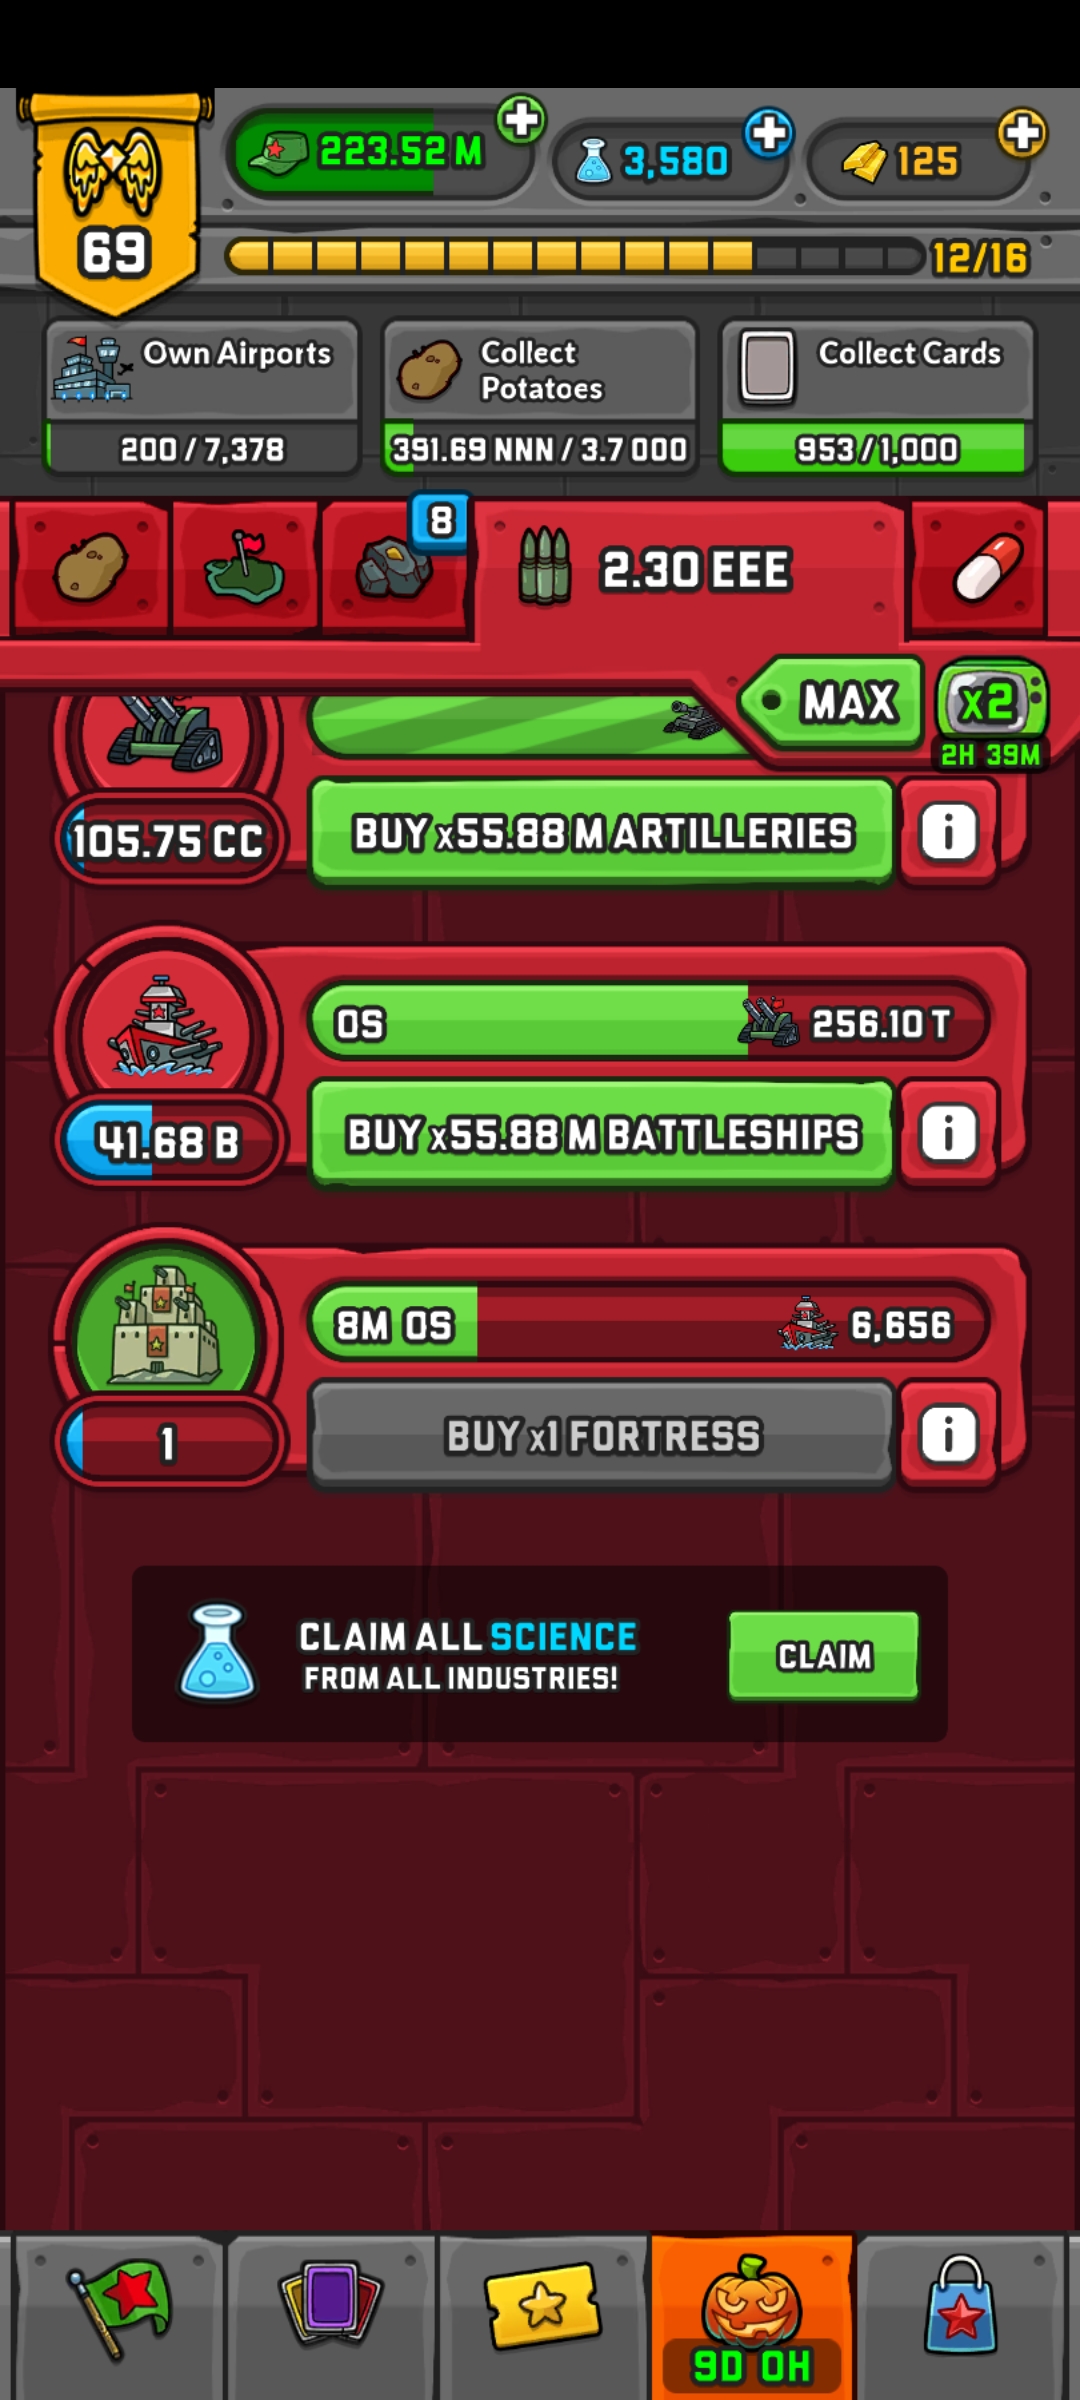 223.52 M
3,580
125
69
12/16
Own Airports
200 / 7,378
Collect
Potatoes
391.69 NNN / 3.7 OOO
Collect Cards
953 / 1,000
8
2.30 EEE
MAX
x2
2H 39M
105.75 CC
BUY x55.88 M ARTILLERIES
i
0S
256.10 T
41.68 B
BUY x55.88 M BATTLESHIPS
i
8M 0S
6,656
1
BUY x1 FORTRESS
i
CLAIM ALL SCIENCE
FROM ALL INDUSTRIES!
CLAIM
9D 0H